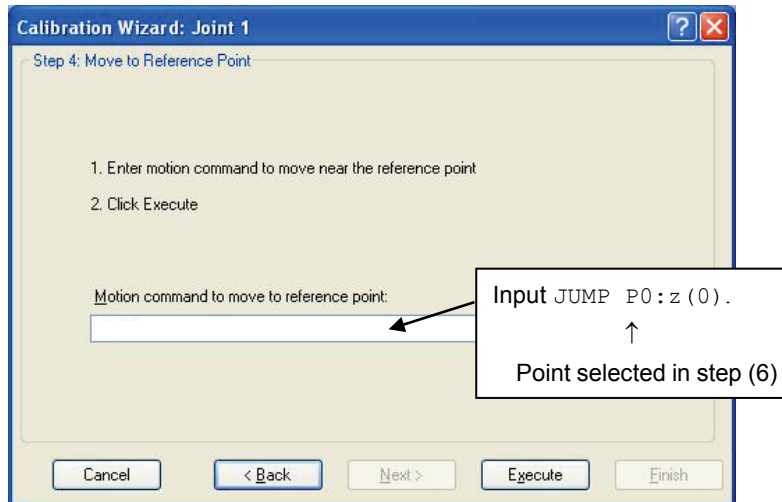 Calibration Wizard: Joint 1
Step 4: Move to Reference Point
1. Enter motion command to move near the reference point
2. Click Execute
Motion command to move to reference point:
Input JUMP P0:z(0).
↑
Point selected in step (6)
Cancel
< Back
Next >
Execute
Finish